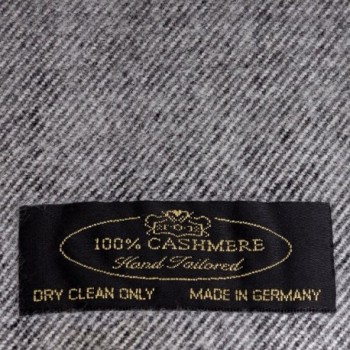 100% CASHMERE
Hand Tailored
DRY CLEAN ONLY MADE IN GERMANY